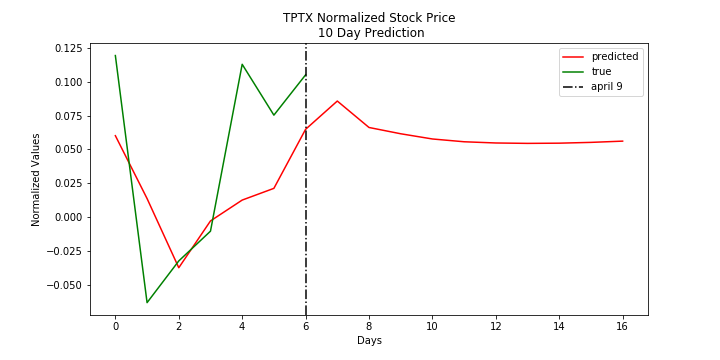 TPTX Normalized Stock Price
10 Day Prediction
0.125
0.100
0.075
0.050
0.025
0.000
−0.025
−0.050
Normalized Values
predicted
true
april 9
0 2 4 6 8 10 12 14 16
Days